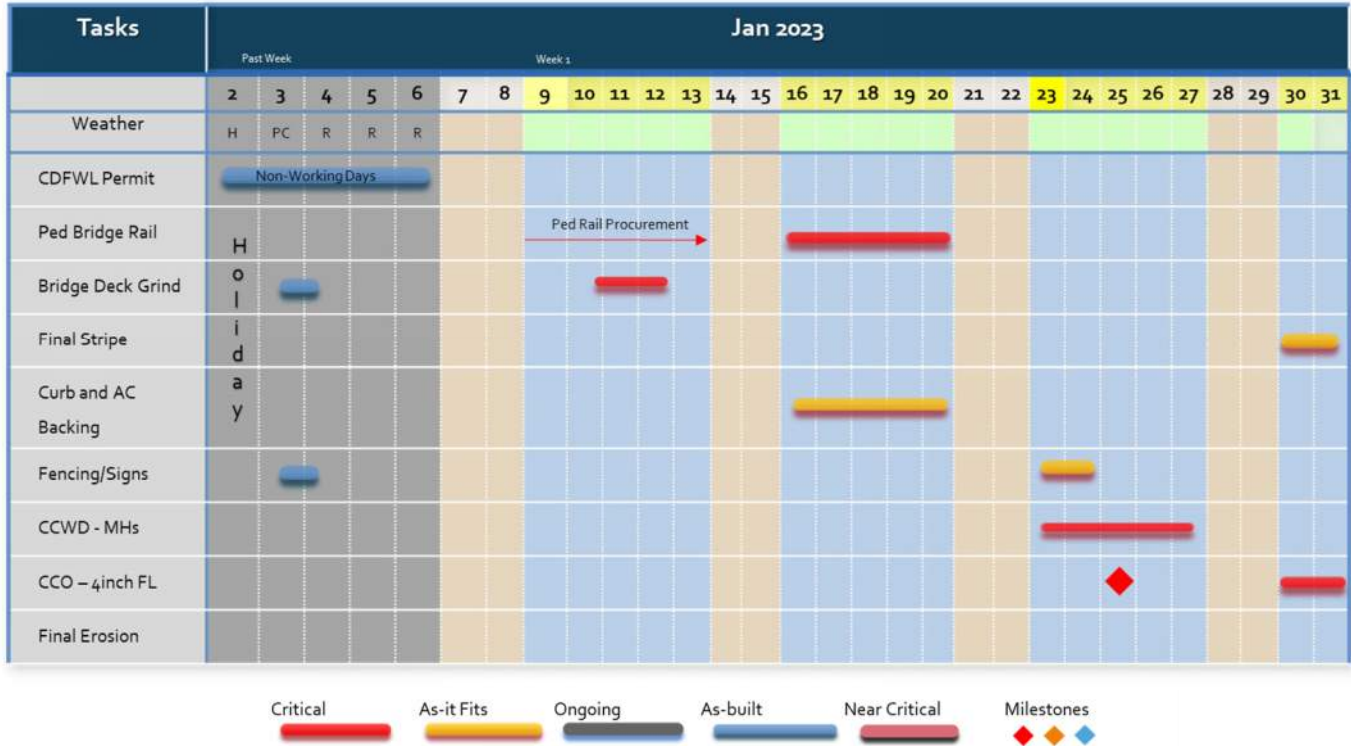 Tasks
Jan 2023
Past Week
Week 1
2 3 4 5 6 7 8 9 10 11 12 13 14 15 16 17 18 19 20 21 22 23 24 25 26 27 28 29 30 31
Weather
H PC R R R
CDFWL Permit
Non-Working Days
Ped Bridge Rail
Ped Rail Procurement
Holiday
Bridge Deck Grind
Final Stripe
Curb and AC
Backing
Fencing/Signs
CCWD - MHs
CCO – 4inch FL
Final Erosion
Critical
As-it Fits
Ongoing
As-built
Near Critical
Milestones